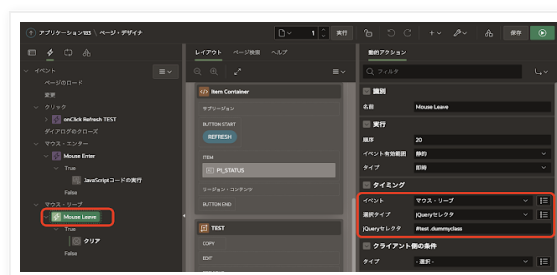 アプリケーション103 \ ページ・デザイナ
1
実行
保存
イベント
ページのロード
変更
クリック
onClick Refresh TEST
ダイアログのクローズ
マウス・エンター
Mouse Enter
True
JavaScriptコードの実行
False
マウス・リーブ
Mouse Leave
True
クリア
False
レイアウト ページ検索 ヘルプ
Item Container
サブリージョン
BUTTON START
REFRESH
ITEM
P1_STATUS
リージョン・コンテンツ
BUTTON END
TEST
COPY
EDIT
動的アクション
フィルタ
識別
名前 Mouse Leave
実行
順序 20
イベント有効範囲 静的
タイプ 即時
タイミング
イベント マウス・リーブ
選択タイプ jQueryセレクタ
jQueryセレクタ #test .dummyclass
クライアント側の条件
タイプ - 選択 -